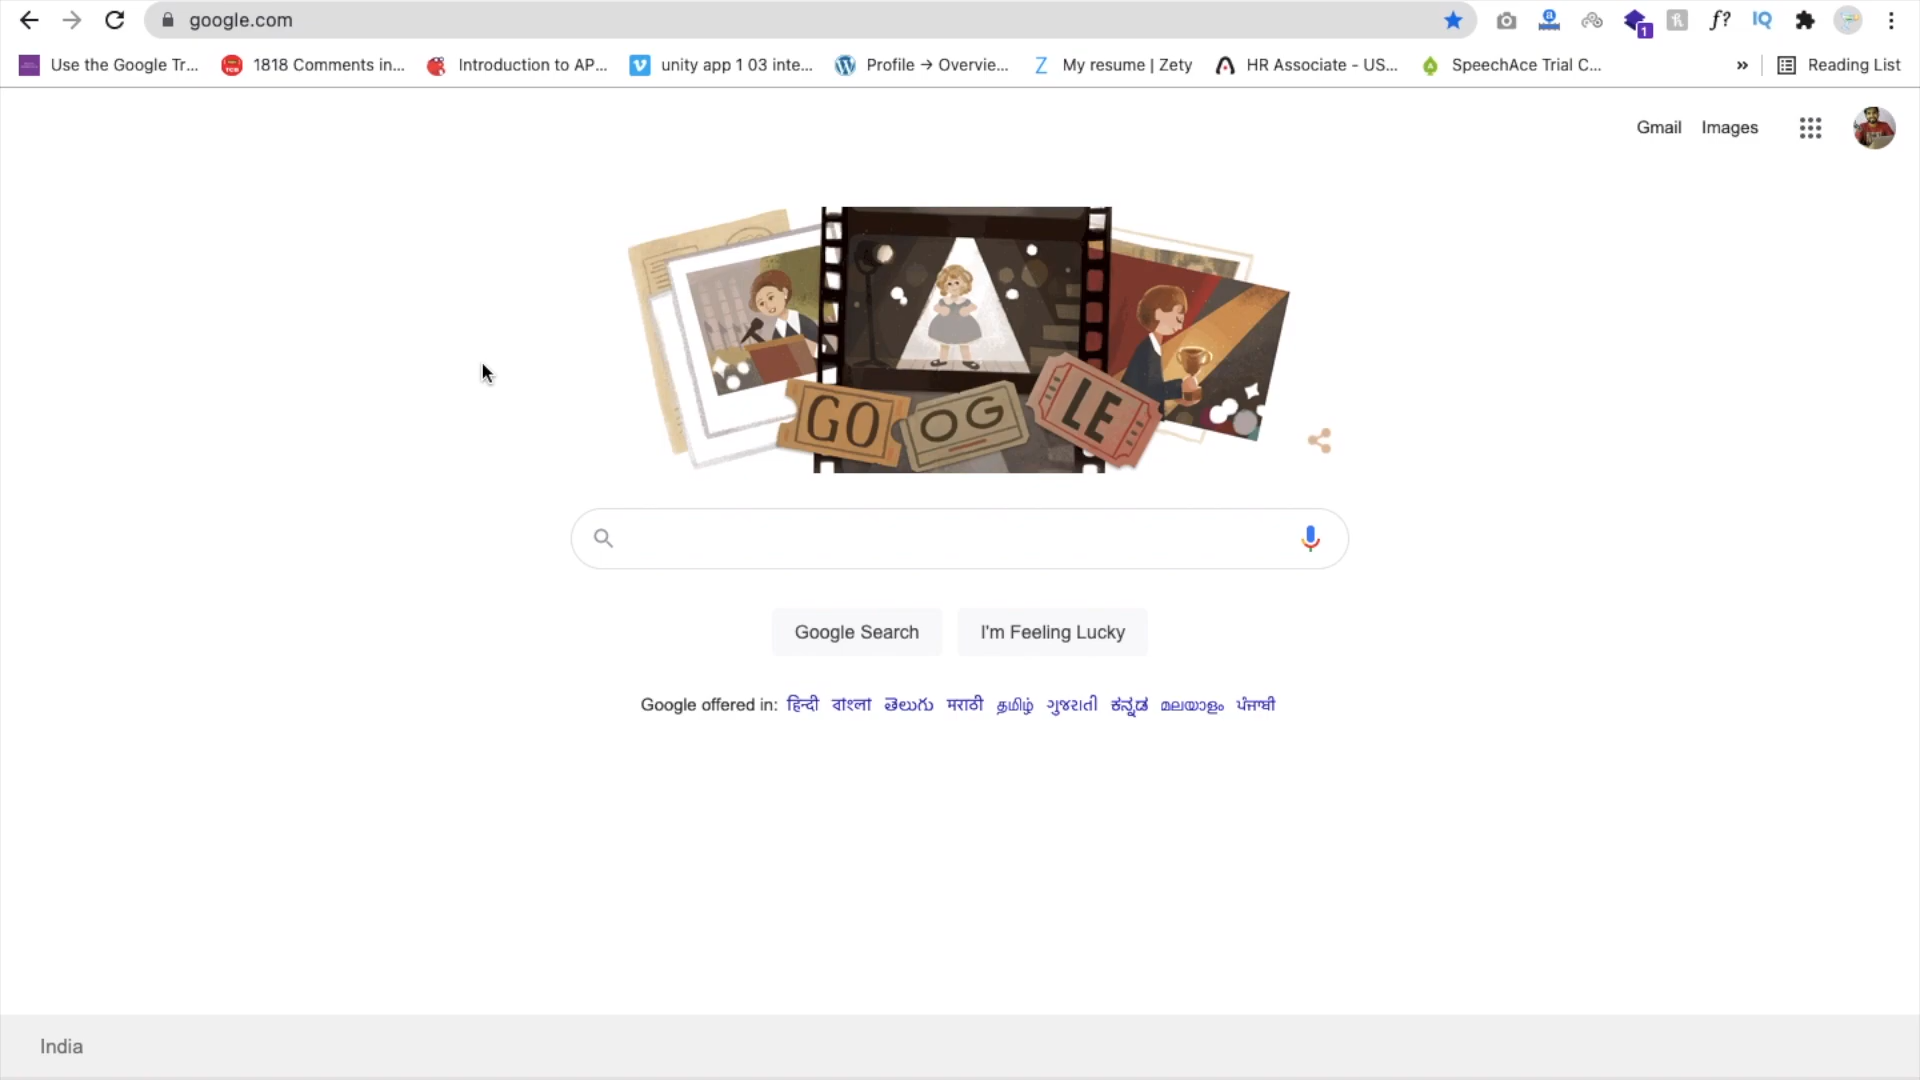 google.com
Use the Google Tr... 1818 Comments in... Introduction to AP... unity app 1 03 inte... Profile → Overvie... My resume | Zety HR Associate - US... SpeechAce Trial C... » Reading List
Gmail Images
GO OG LE
Google Search I'm Feeling Lucky
Google offered in: हिन्दी বাংলা తెలుగు मराठी தமிழ் ગુજરાતી ಕನ್ನಡ മലയാളം ਪੰਜਾਬੀ
India